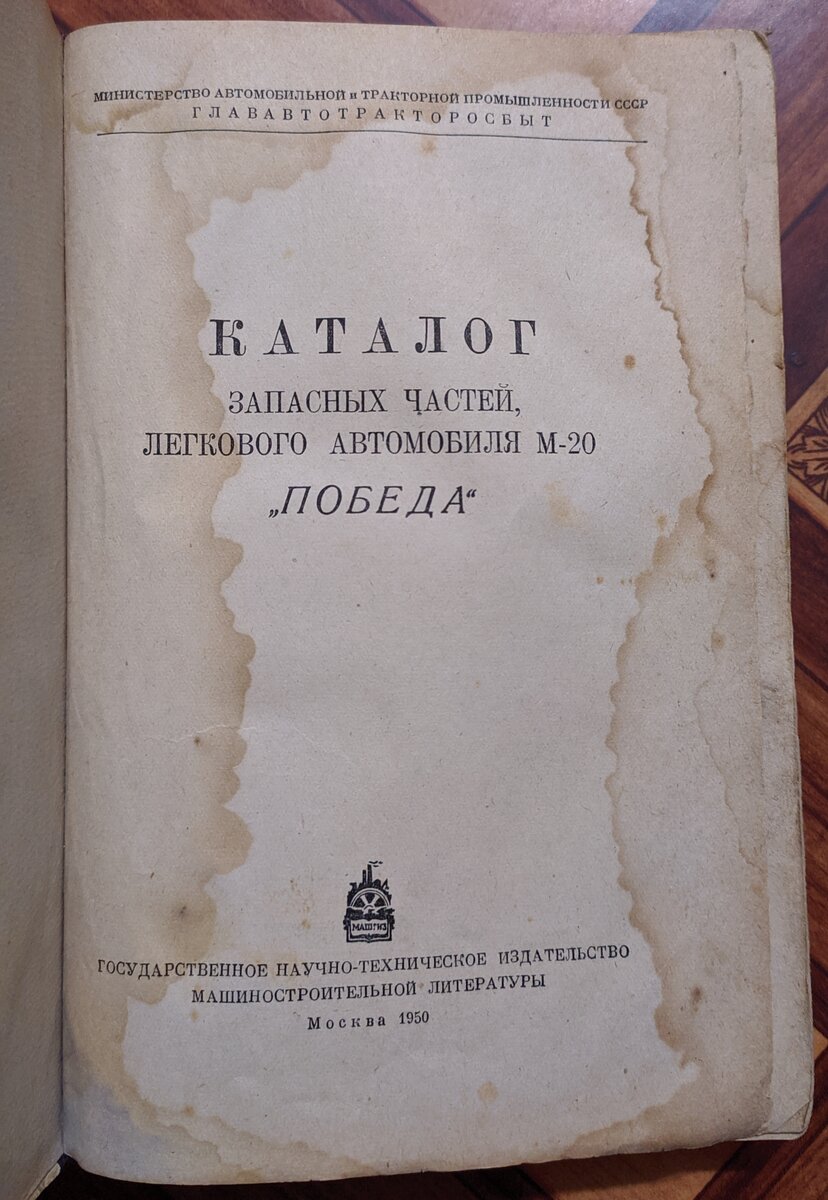 МИНИСТЕРСТВО АВТОМОБИЛЬНОЙ и ТРАКТОРНОЙ ПРОМЫШЛЕННОСТИ СССР
ГЛАВАВТОТРАКТОРОСБЫТ
КАТАЛОГ
ЗАПАСНЫХ ЧАСТЕЙ,
ЛЕГКОВОГО АВТОМОБИЛЯ М-20
„ПОБЕДА“
МАШГИЗ
ГОСУДАРСТВЕННОЕ НАУЧНО-ТЕХНИЧЕСКОЕ ИЗДАТЕЛЬСТВО
МАШИНОСТРОИТЕЛЬНОЙ ЛИТЕРАТУРЫ
Москва 1950